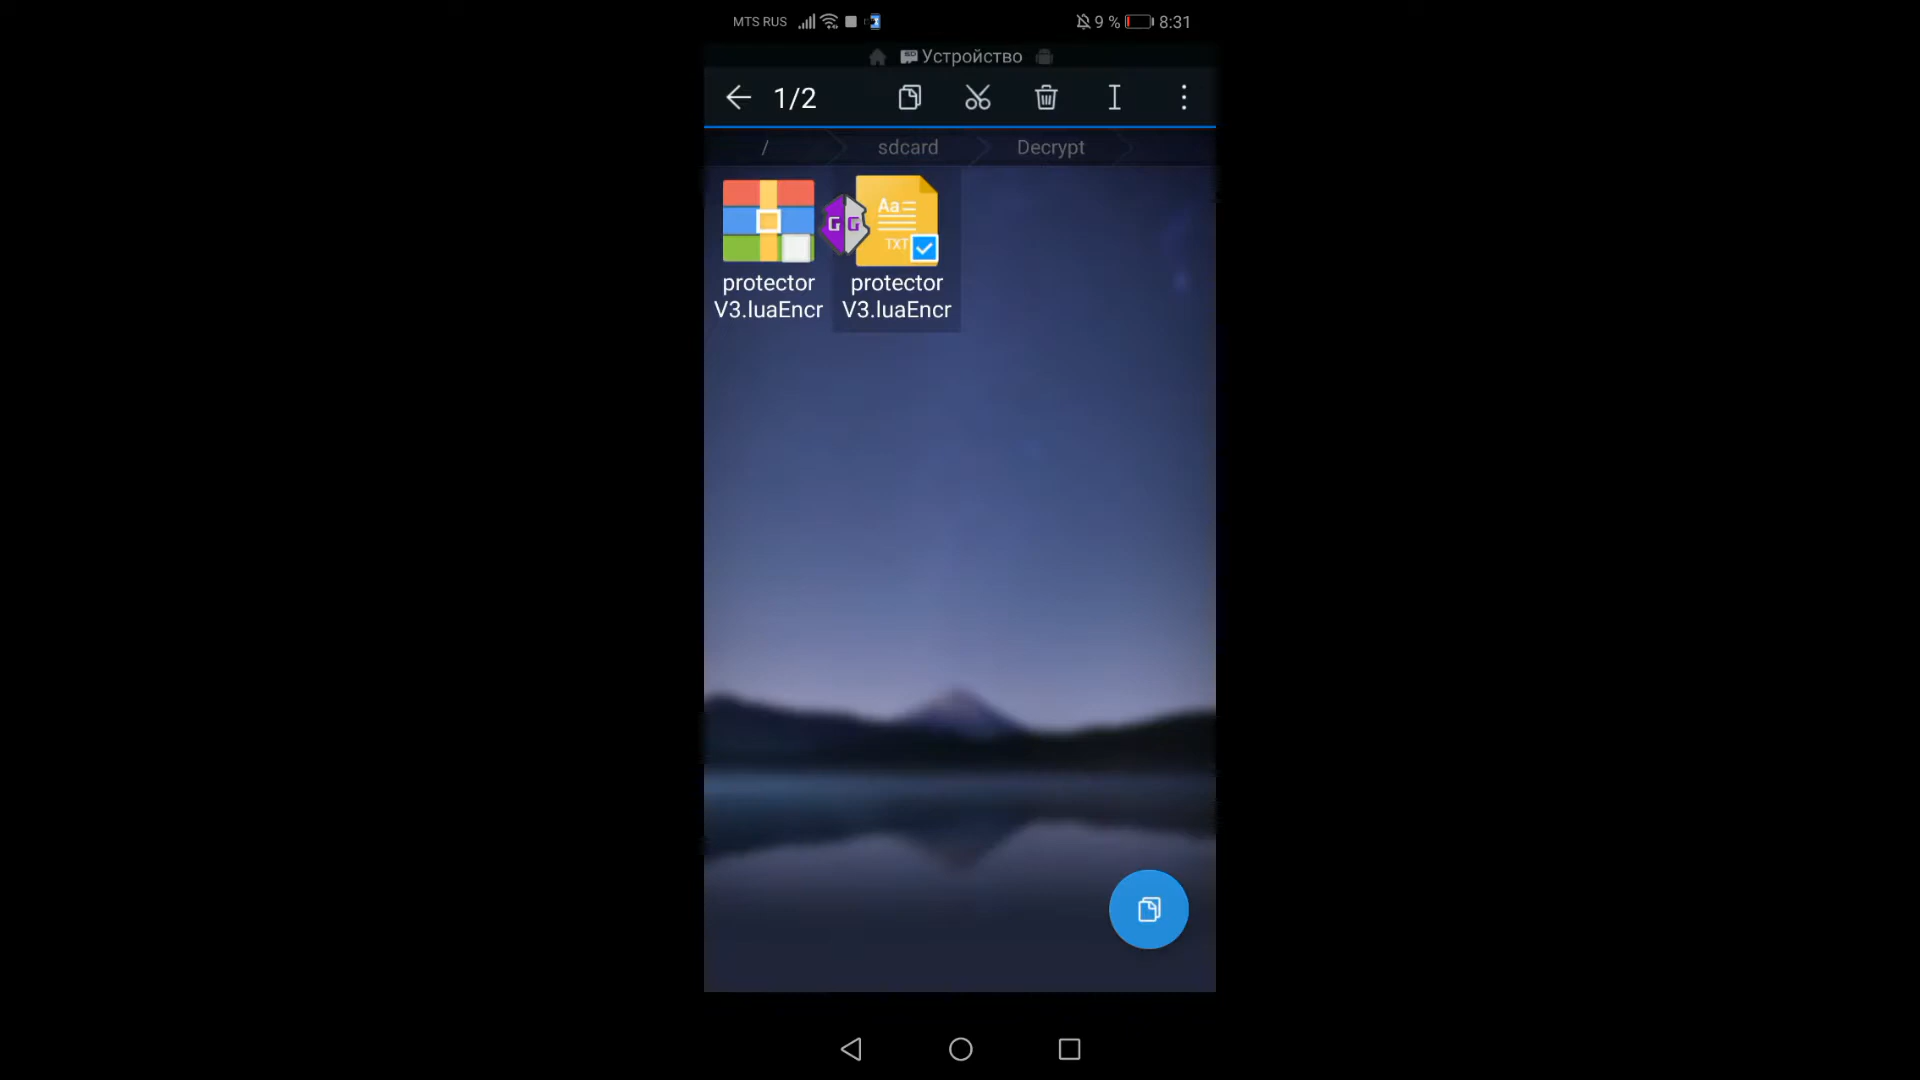 MTS RUS 9 % 8:31
Устройство
1/2
/ sdcard Decrypt
GG
Aa
TXT
protector
V3.luaEncr
protector
V3.luaEncr